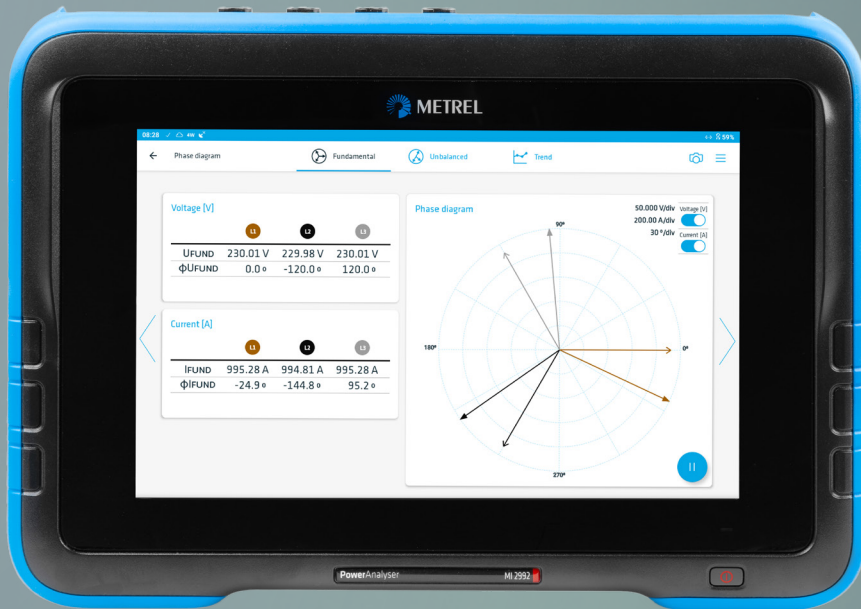 METREL
08:28 4W 59%
Phase diagram Fundamental Unbalanced Trend
Voltage [V]
L1 L2 L3
UFUND 230.01 V 229.98 V 230.01 V
ϕUFUND 0.0 º -120.0 º 120.0 º
Current [A]
L1 L2 L3
IFUND 995.28 A 994.81 A 995.28 A
ϕIFUND -24.9 º -144.8 º 95.2 º
Phase diagram
50.000 V/div Voltage [V]
200.00 A/div
30 º/div Current [A]
90º
180º
0º
270º
PowerAnalyser MI 2992